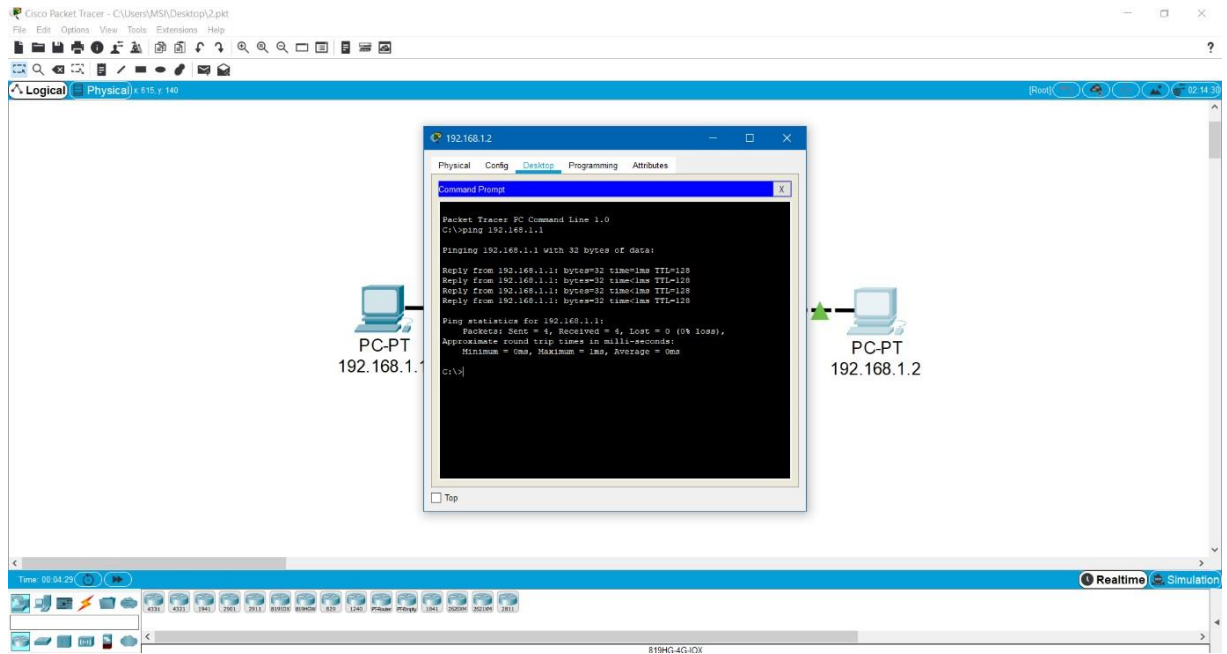 Cisco Packet Tracer - C:\Users\MSI\Desktop\2.pkt
File Edit Options View Tools Extensions Help
?
Logical Physical x: 615, y: 140 [Root] 02:14:30
192.168.1.2
Physical Config Desktop Programming Attributes
Command Prompt X
Packet Tracer PC Command Line 1.0
C:\>ping 192.168.1.1
Pinging 192.168.1.1 with 32 bytes of data:
Reply from 192.168.1.1: bytes=32 time=1ms TTL=128
Reply from 192.168.1.1: bytes=32 time<1ms TTL=128
Reply from 192.168.1.1: bytes=32 time<1ms TTL=128
Reply from 192.168.1.1: bytes=32 time<1ms TTL=128
Ping statistics for 192.168.1.1:
Packets: Sent = 4, Received = 4, Lost = 0 (0% loss),
Approximate round trip times in milli-seconds:
Minimum = 0ms, Maximum = 1ms, Average = 0ms
C:\>
Top
PC-PT
192.168.1.1
PC-PT
192.168.1.2
Time: 00:04:29 Realtime Simulation
4331 4321 1941 2901 2911 819IOX 819HGW 829 1240 PT-Router PT-Empty 1841 2620XM 2621XM 2811
819HG-4G-IOX